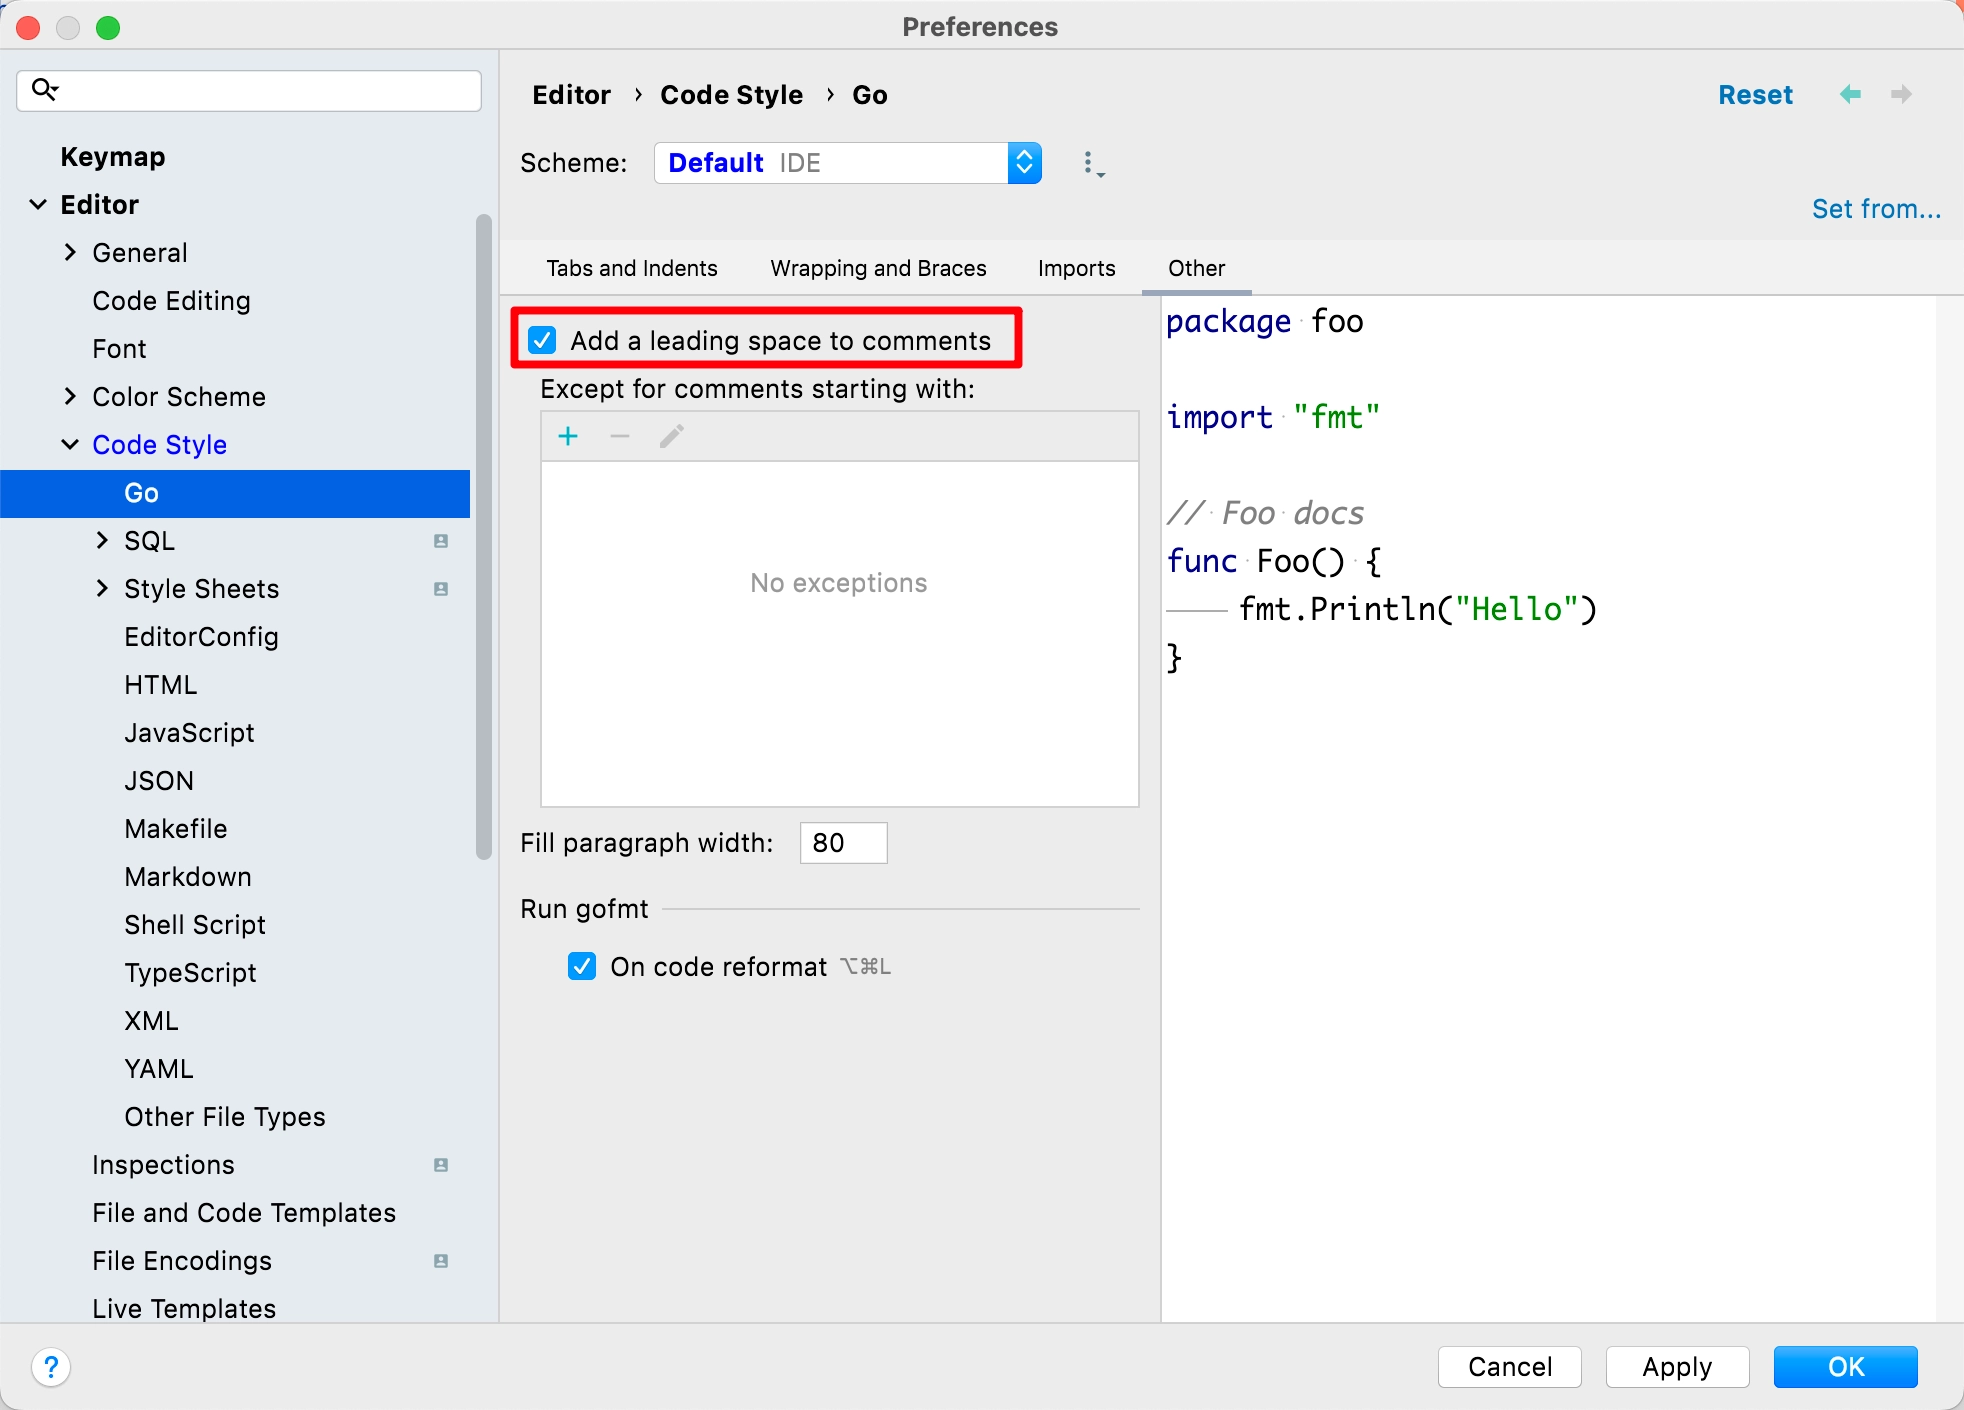 Preferences
Keymap
Editor
General
Code Editing
Font
Color Scheme
Code Style
Go
SQL
Style Sheets
EditorConfig
HTML
JavaScript
JSON
Makefile
Markdown
Shell Script
TypeScript
XML
YAML
Other File Types
Inspections
File and Code Templates
File Encodings
Live Templates
Editor › Code Style › Go
Reset
Scheme: Default IDE
Set from...
Tabs and Indents Wrapping and Braces Imports Other
Add a leading space to comments
Except for comments starting with:
No exceptions
Fill paragraph width: 80
Run gofmt
On code reformat ⌥⌘L
package foo
import "fmt"
// Foo docs
func Foo() {
fmt.Println("Hello")
}
?
Cancel Apply OK